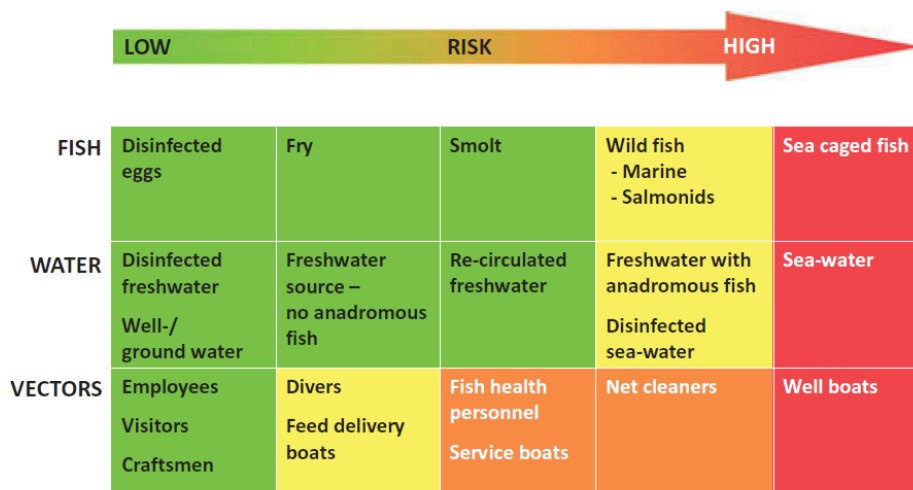 LOW RISK HIGH
FISH
Disinfected
eggs
Fry
Smolt
Wild fish
- Marine
- Salmonids
Sea caged fish
WATER
Disinfected
freshwater
Well-/
ground water
Freshwater
source –
no anadromous
fish
Re-circulated
freshwater
Freshwater with
anadromous fish
Disinfected
sea-water
Sea-water
VECTORS
Employees
Visitors
Craftsmen
Divers
Feed delivery
boats
Fish health
personnel
Service boats
Net cleaners
Well boats